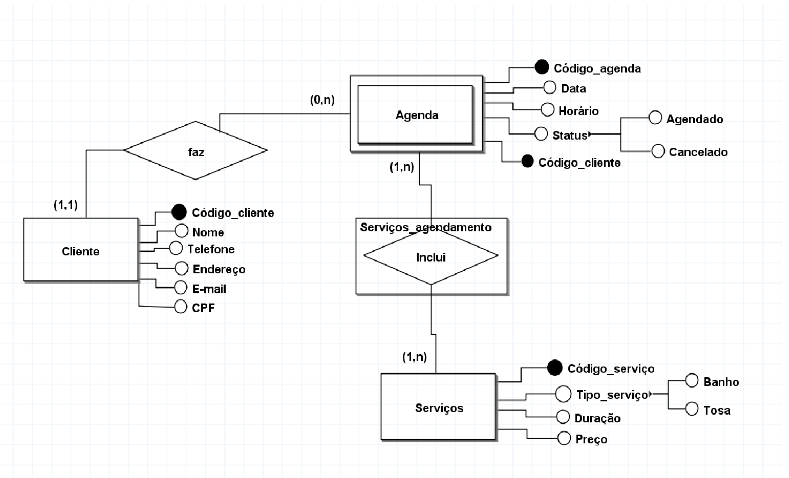 Código_agenda
Data
(0,n)
Horário
Agenda
Agendado
Status
faz
Cancelado
Código_cliente
(1,n)
(1,1)
Código_cliente
Nome
Serviços_agendamento
Telefone
Cliente
Inclui
Endereço
E-mail
CPF
(1,n)
Código_serviço
Banho
Tipo_serviço
Serviços
Tosa
Duração
Preço